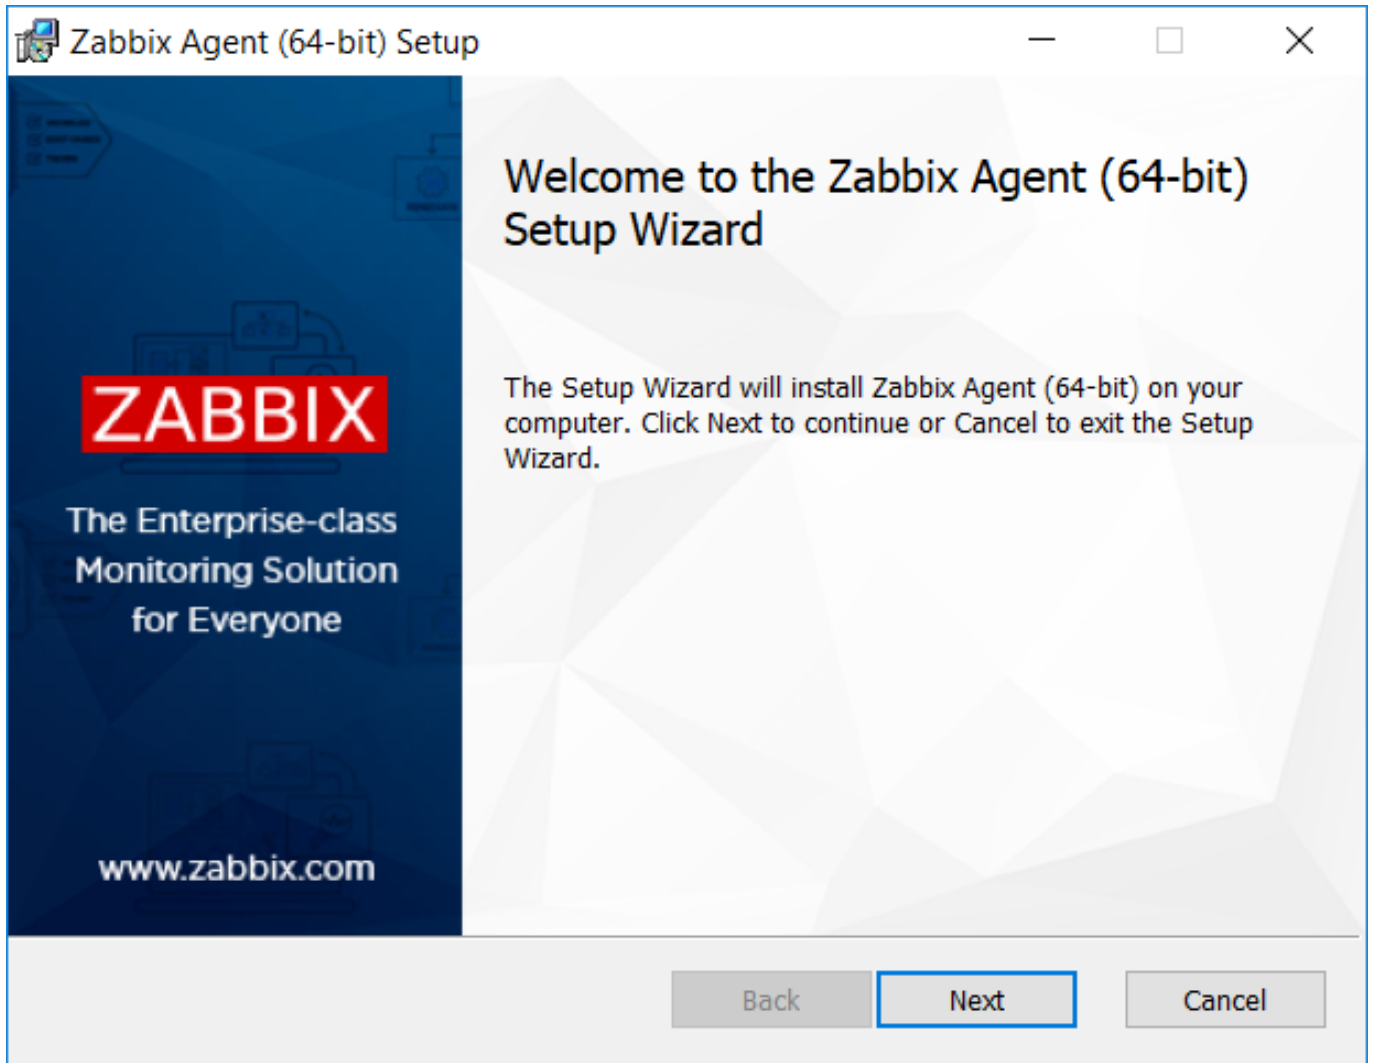 Zabbix Agent (64-bit) Setup
Welcome to the Zabbix Agent (64-bit)
Setup Wizard
The Setup Wizard will install Zabbix Agent (64-bit) on your
computer. Click Next to continue or Cancel to exit the Setup
Wizard.
ZABBIX
The Enterprise-class
Monitoring Solution
for Everyone
www.zabbix.com
Back
Next
Cancel